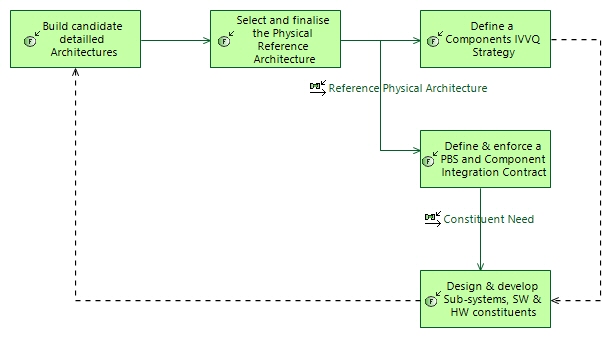 Build candidate
detailled
Architectures
Select and finalise
the Physical
Reference
Architecture
Define a
Components IVVQ
Strategy
Reference Physical Architecture
Define & enforce a
PBS and Component
Integration Contract
Constituent Need
Design & develop
Sub-systems, SW &
HW constituents